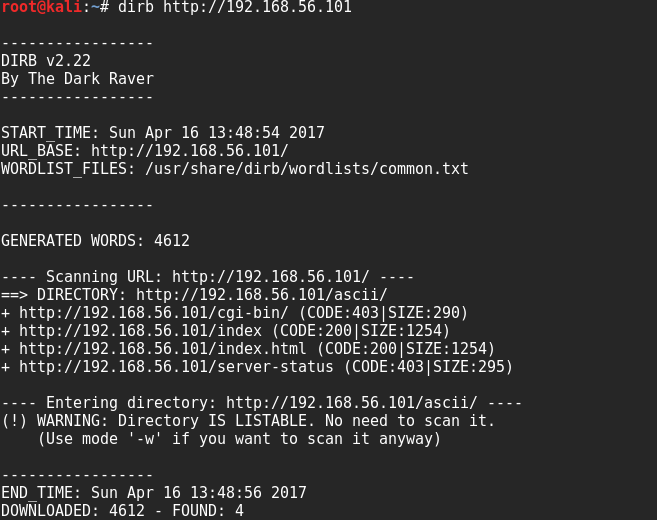 root@kali:~# dirb http://192.168.56.101
-----------------
DIRB v2.22
By The Dark Raver
-----------------
START_TIME: Sun Apr 16 13:48:54 2017
URL_BASE: http://192.168.56.101/
WORDLIST_FILES: /usr/share/dirb/wordlists/common.txt
-----------------
GENERATED WORDS: 4612
---- Scanning URL: http://192.168.56.101/ ----
==> DIRECTORY: http://192.168.56.101/ascii/
+ http://192.168.56.101/cgi-bin/ (CODE:403|SIZE:290)
+ http://192.168.56.101/index (CODE:200|SIZE:1254)
+ http://192.168.56.101/index.html (CODE:200|SIZE:1254)
+ http://192.168.56.101/server-status (CODE:403|SIZE:295)
---- Entering directory: http://192.168.56.101/ascii/ ----
(!) WARNING: Directory IS LISTABLE. No need to scan it.
    (Use mode '-w' if you want to scan it anyway)
-----------------
END_TIME: Sun Apr 16 13:48:56 2017
DOWNLOADED: 4612 - FOUND: 4